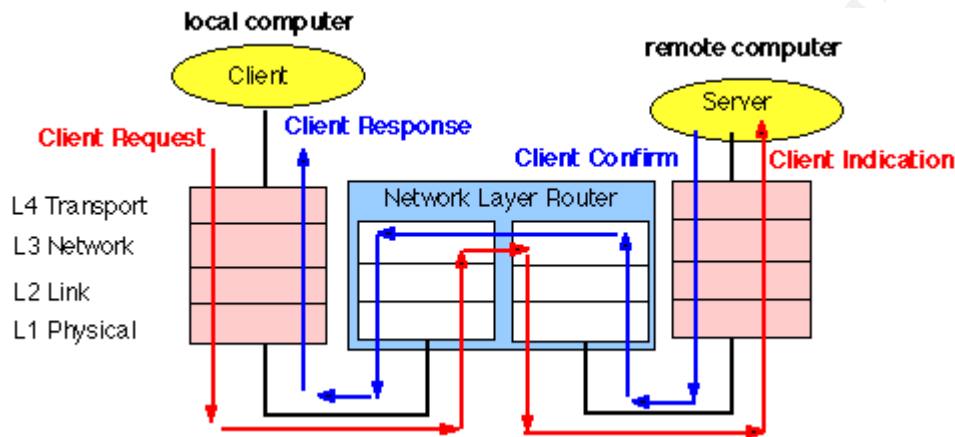 local computer
remote computer
Client
Server
Client Request
Client Response
Client Confirm
Client Indication
Network Layer Router
L4 Transport
L3 Network
L2 Link
L1 Physical